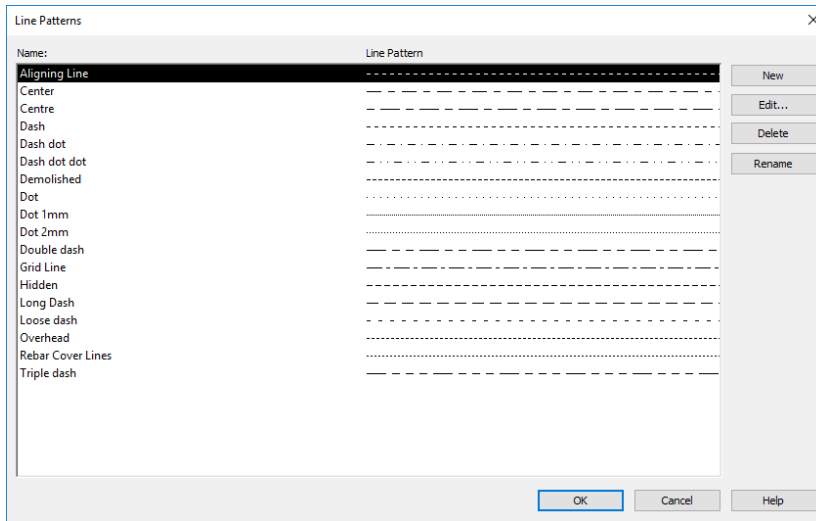 Line Patterns
Name: Line Pattern
Aligning Line
Center
Centre
Dash
Dash dot
Dash dot dot
Demolished
Dot
Dot 1mm
Dot 2mm
Double dash
Grid Line
Hidden
Long Dash
Loose dash
Overhead
Rebar Cover Lines
Triple dash
New
Edit...
Delete
Rename
OK Cancel Help